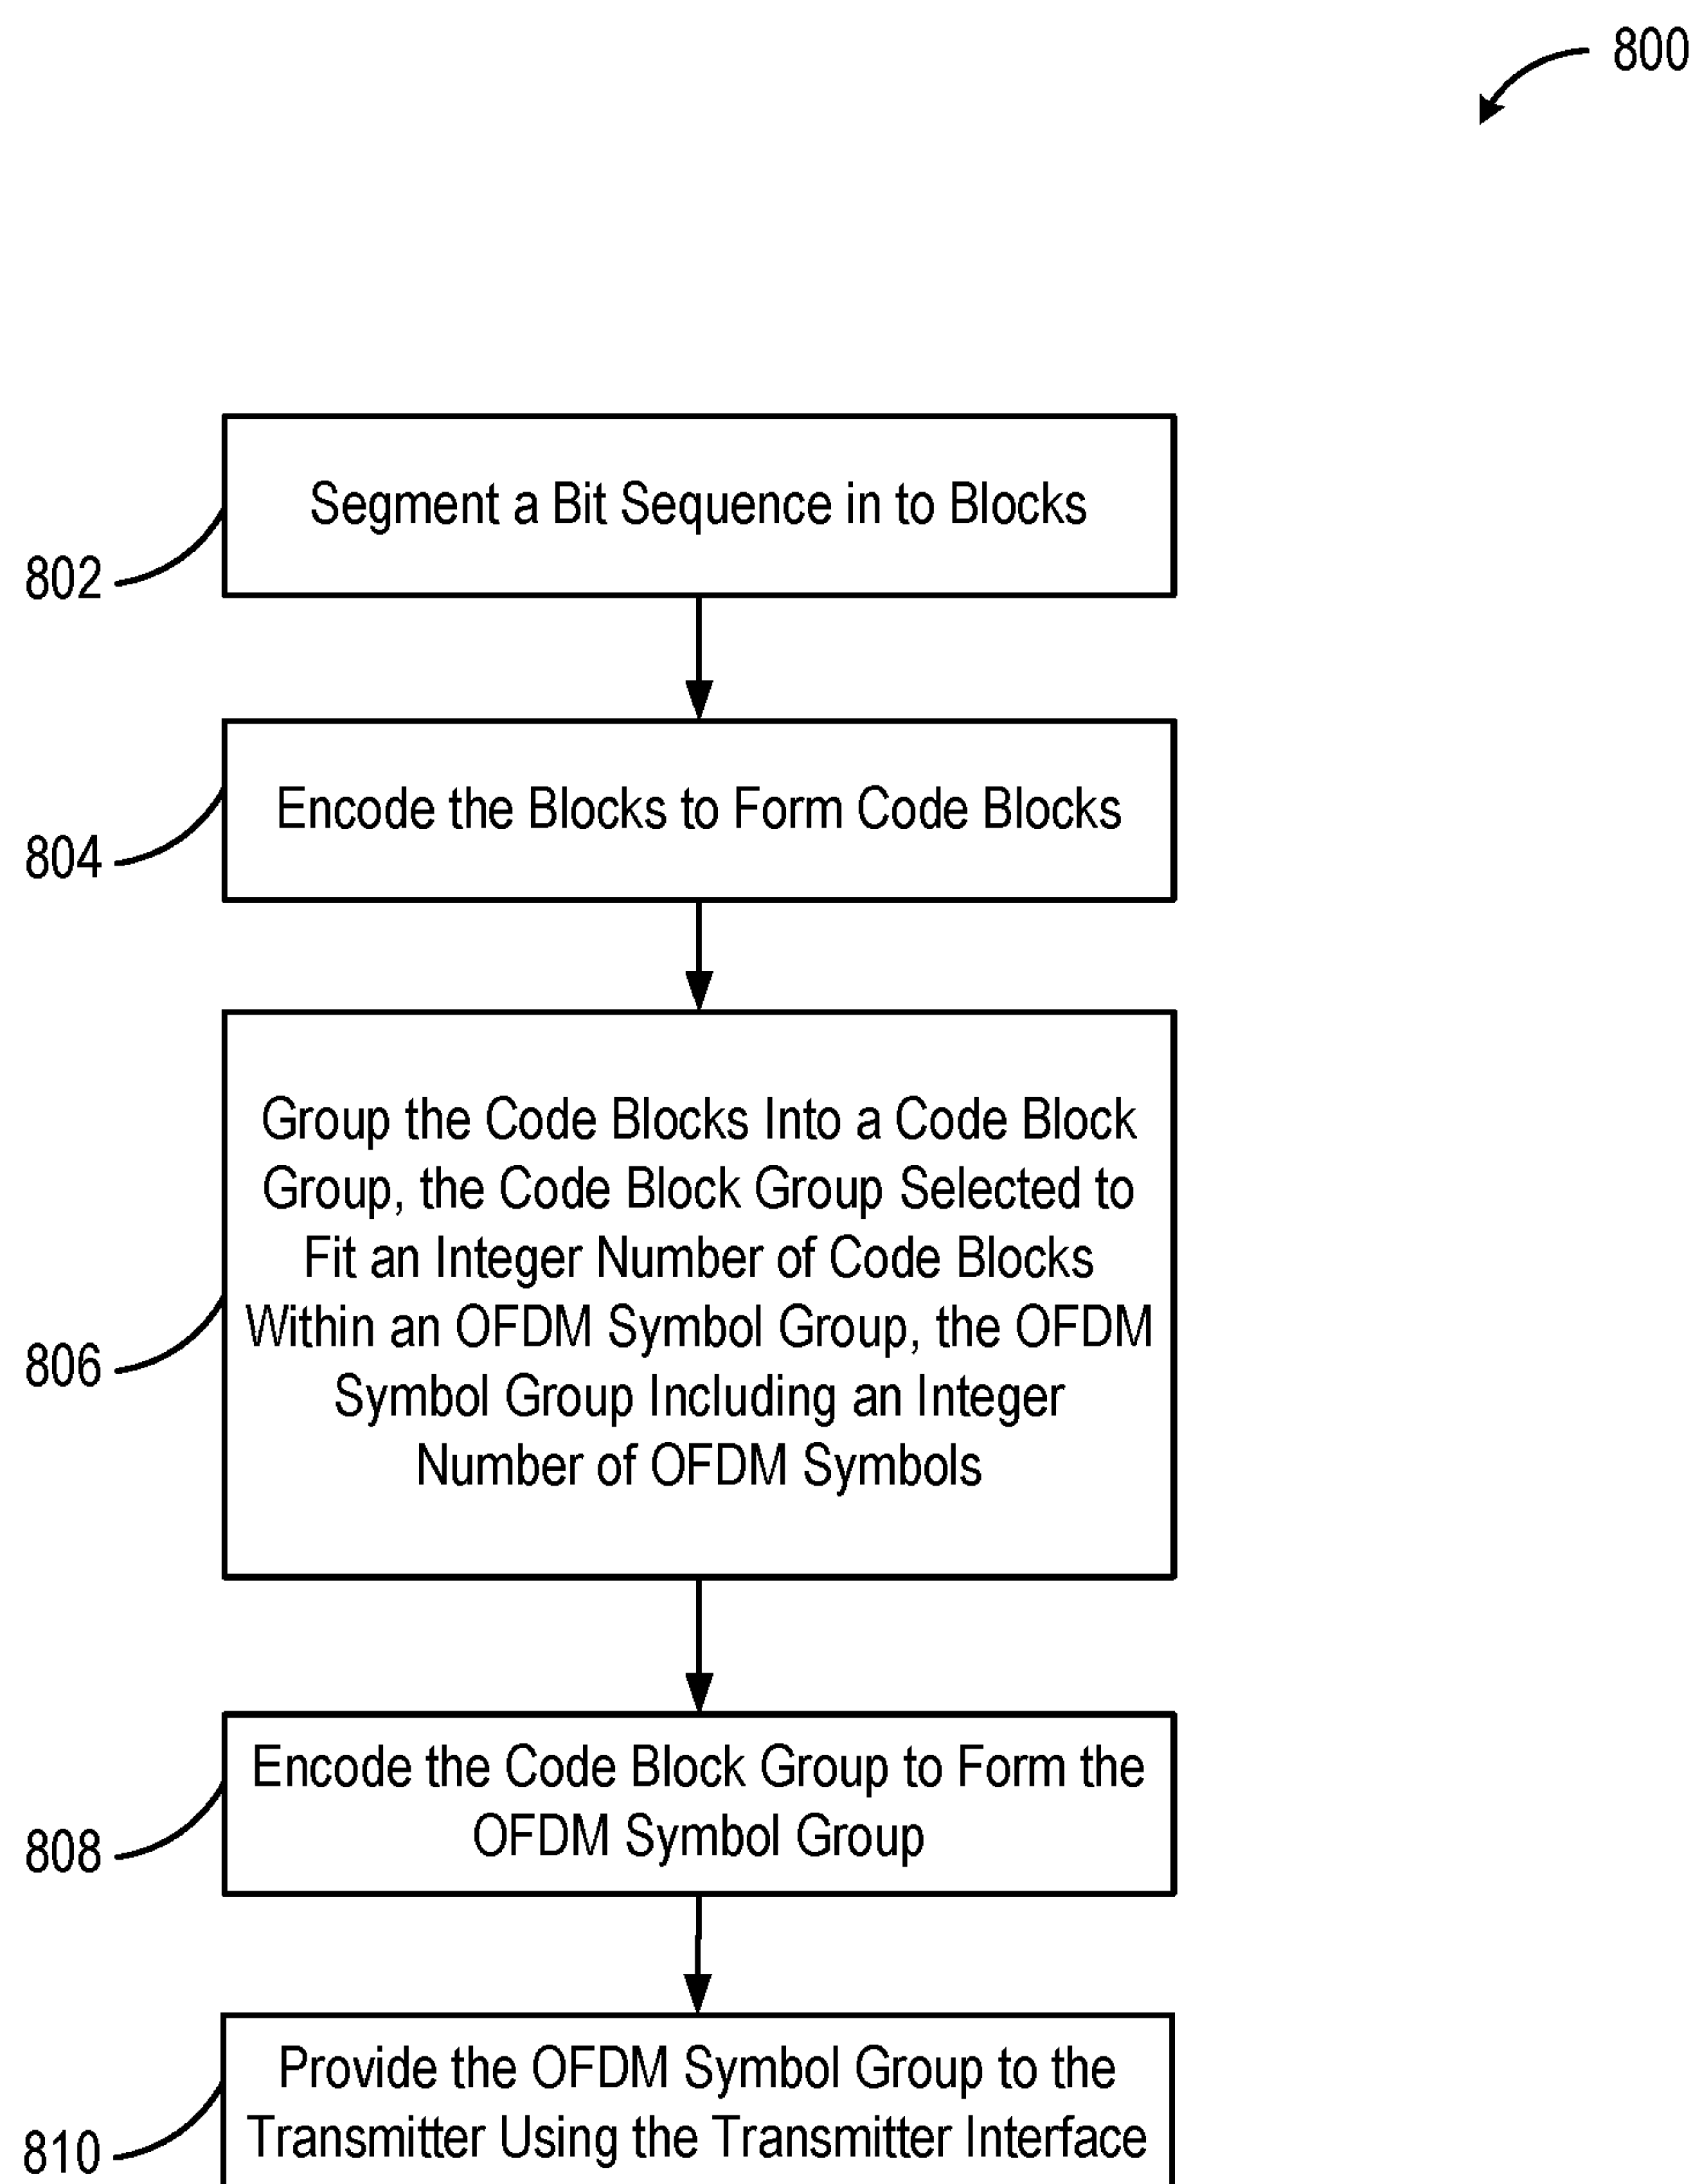 800
Segment a Bit Sequence in to Blocks
802
Encode the Blocks to Form Code Blocks
804
Group the Code Blocks Into a Code Block
Group, the Code Block Group Selected to
Fit an Integer Number of Code Blocks
Within an OFDM Symbol Group, the OFDM
Symbol Group Including an Integer
Number of OFDM Symbols
806
Encode the Code Block Group to Form the
OFDM Symbol Group
808
Provide the OFDM Symbol Group to the
Transmitter Using the Transmitter Interface
810